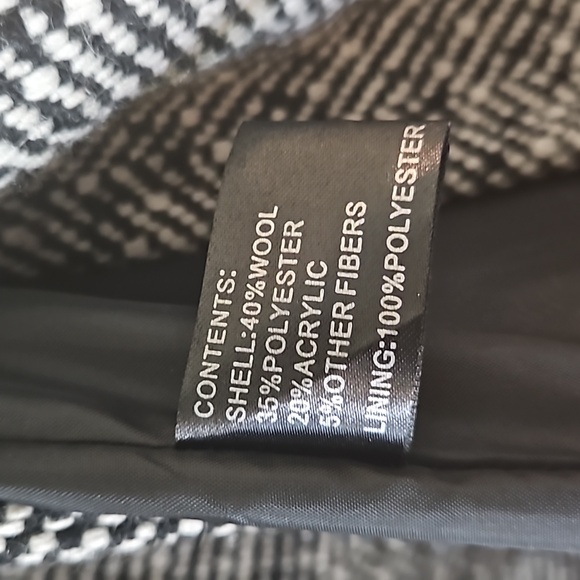 CONTENTS:
SHELL:40%WOOL
35%POLYESTER
20%ACRYLIC
5%OTHER FIBERS
LINING:100%POLYESTER